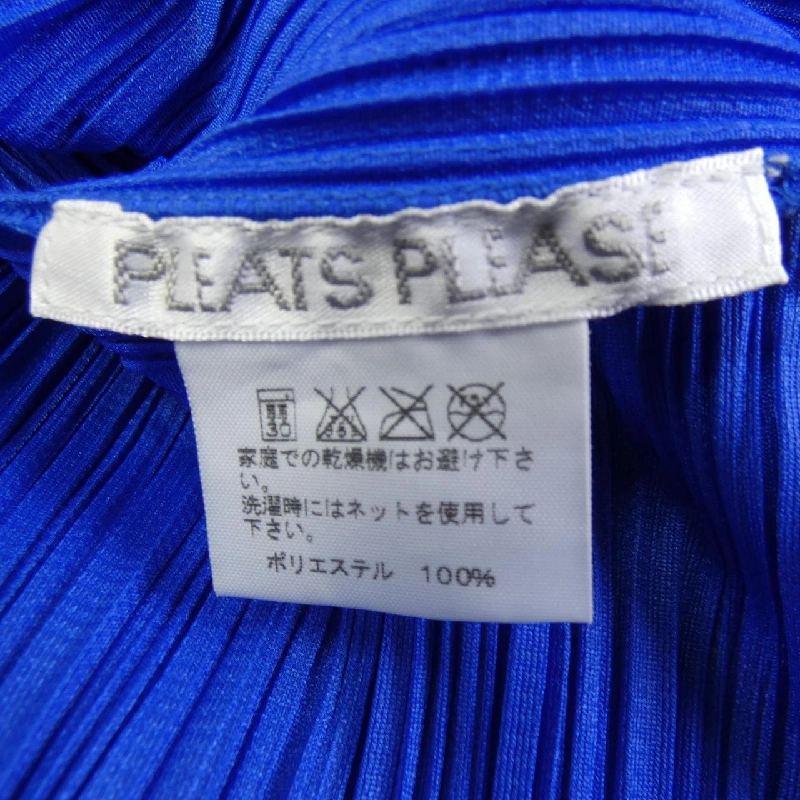 PLEATS PLEASE
30
家庭での乾燥機はお避け下さ
い。
洗濯時にはネットを使用して
下さい。
ポリエステル 100%